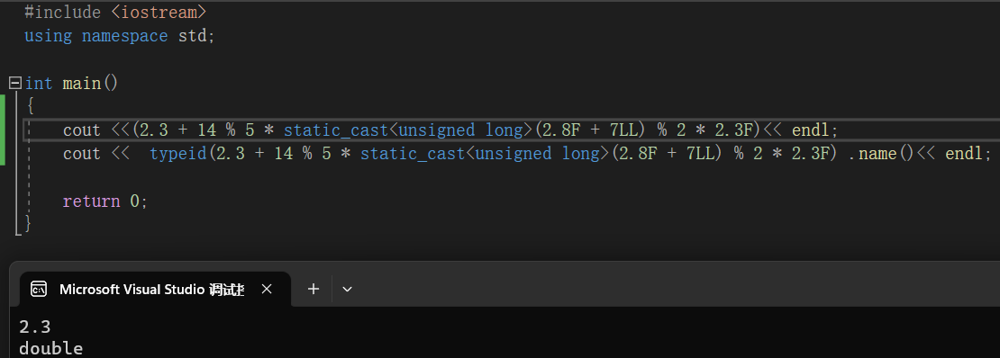 #include <iostream>
using namespace std;
int main()
{
cout <<(2.3 + 14 % 5 * static_cast<unsigned long>(2.8F + 7LL) % 2 * 2.3F)<< endl;
cout <<  typeid(2.3 + 14 % 5 * static_cast<unsigned long>(2.8F + 7LL) % 2 * 2.3F) .name()<< endl;
return 0;
}
Microsoft Visual Studio 调试
2.3
double